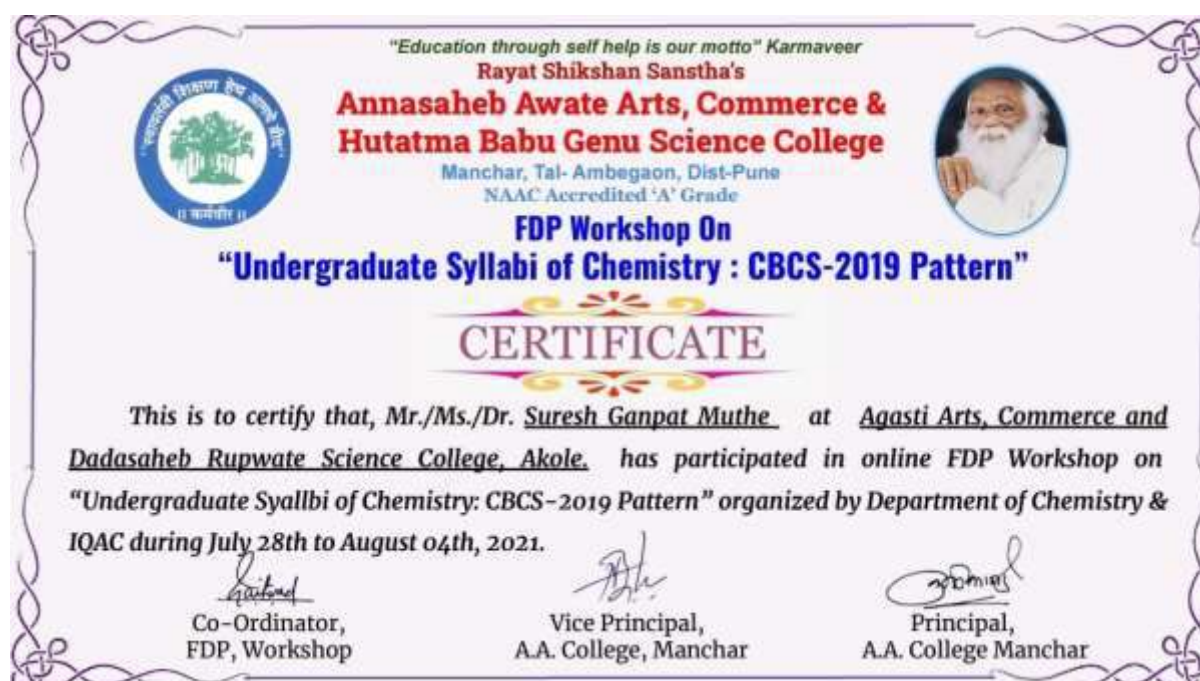 "Education through self help is our motto" Karmaveer
Rayat Shikshan Sanstha's
Annasaheb Awate Arts, Commerce &
Hutatma Babu Genu Science College
Manchar, Tal- Ambegaon, Dist-Pune
NAAC Accredited 'A' Grade
"स्वावलंबी शिक्षण हेच आमचे ब्रीद"
॥ कर्मवीर ॥
FDP Workshop On
"Undergraduate Syllabi of Chemistry : CBCS-2019 Pattern"
CERTIFICATE
This is to certify that, Mr./Ms./Dr. Suresh Ganpat Muthe at Agasti Arts, Commerce and
Dadasaheb Rupwate Science College, Akole. has participated in online FDP Workshop on
"Undergraduate Syallbi of Chemistry: CBCS-2019 Pattern" organized by Department of Chemistry &
IQAC during July 28th to August 04th, 2021.
Co-Ordinator,
FDP, Workshop
Vice Principal,
A.A. College, Manchar
Principal,
A.A. College Manchar